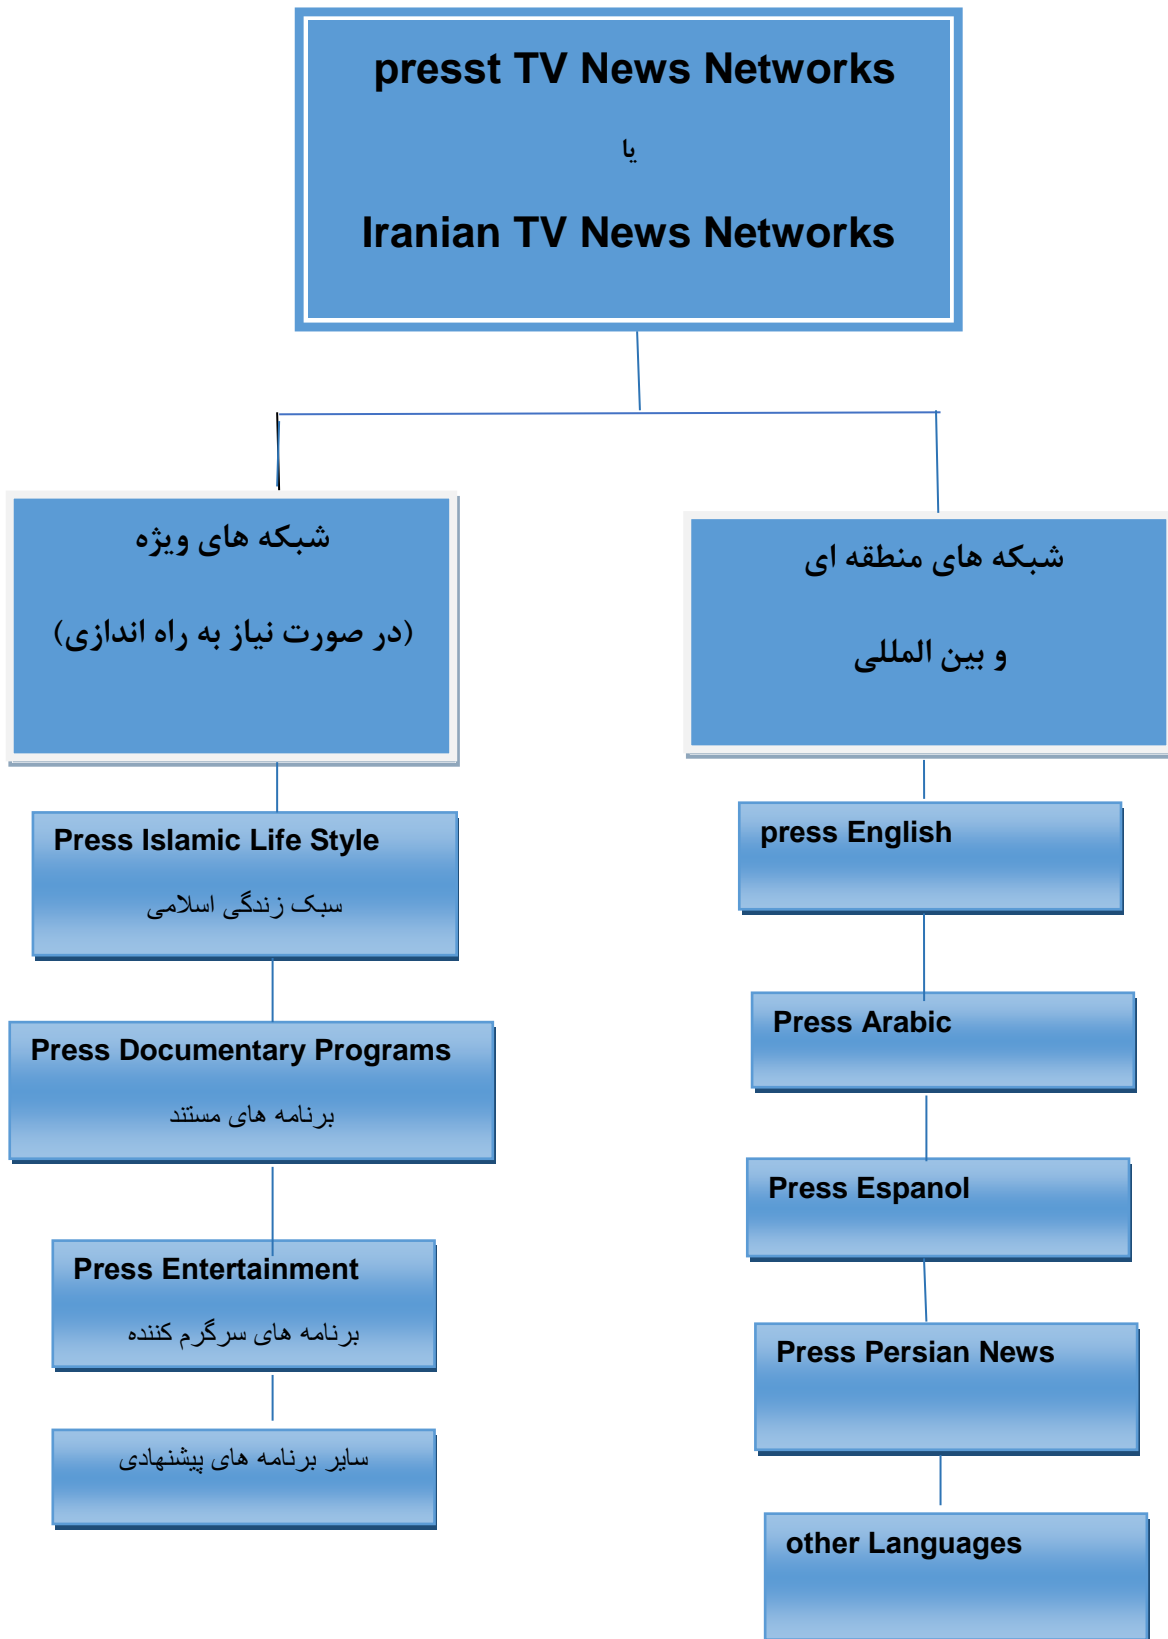 presst TV News Networks
یا
Iranian TV News Networks
شبکه های ویژه
(در صورت نیاز به راه اندازی)
شبکه های منطقه ای
و بین المللی
Press Islamic Life Style
سبک زندگی اسلامی
Press Documentary Programs
برنامه های مستند
Press Entertainment
برنامه های سرگرم کننده
سایر برنامه های پیشنهادی
press English
Press Arabic
Press Espanol
Press Persian News
other Languages